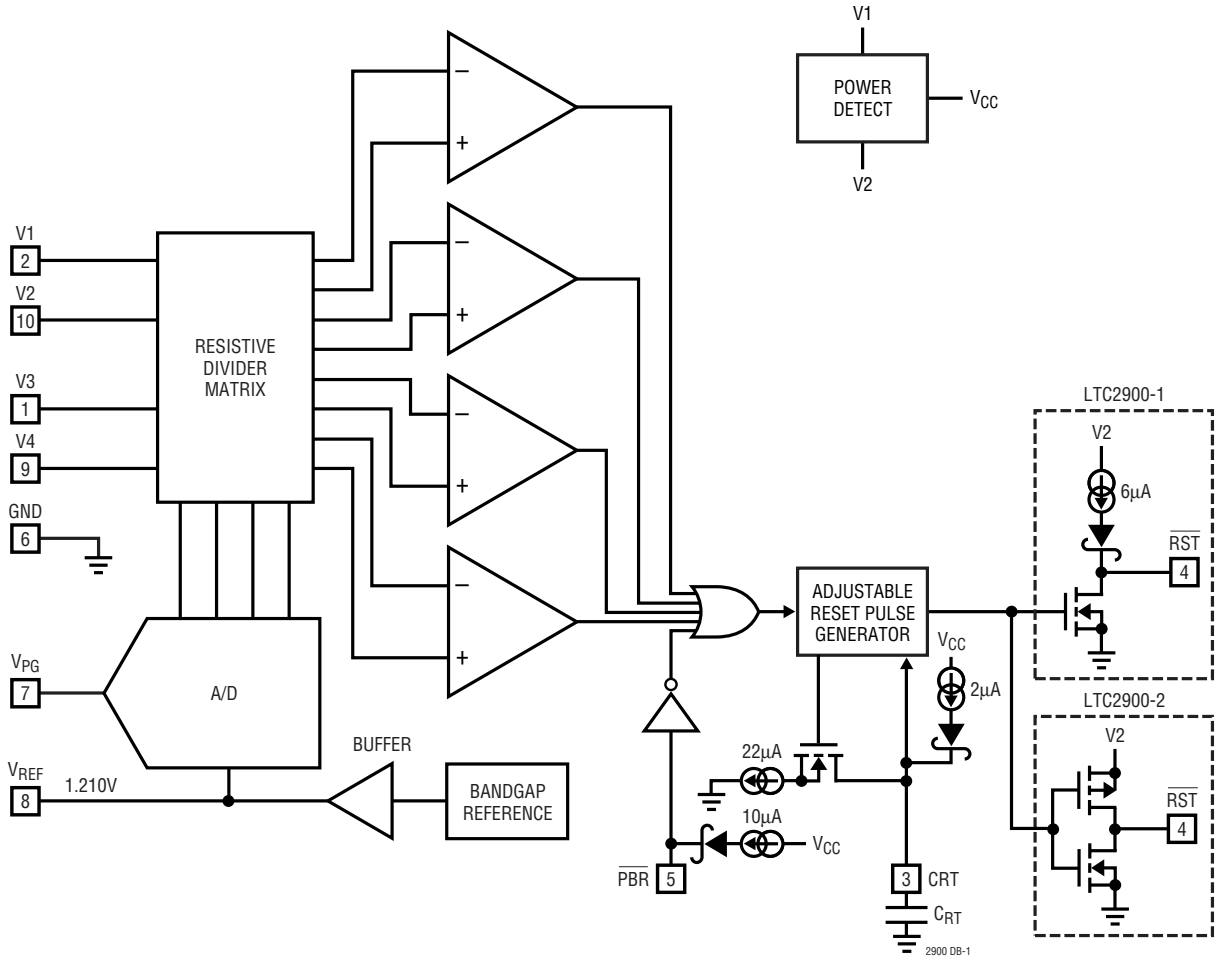 V1
POWER
DETECT
VCC
V2
−
+
−
+
−
+
−
+
V1
2
V2
10
V3
1
V4
9
GND
6
RESISTIVE
DIVIDER
MATRIX
VPG
7
A/D
VREF
8
1.210V
BUFFER
BANDGAP
REFERENCE
ADJUSTABLE
RESET PULSE
GENERATOR
VCC
2µA
22µA
10µA
VCC
PBR
5
3
CRT
CRT
2900 DB-1
LTC2900-1
V2
6µA
RST
4
LTC2900-2
V2
RST
4